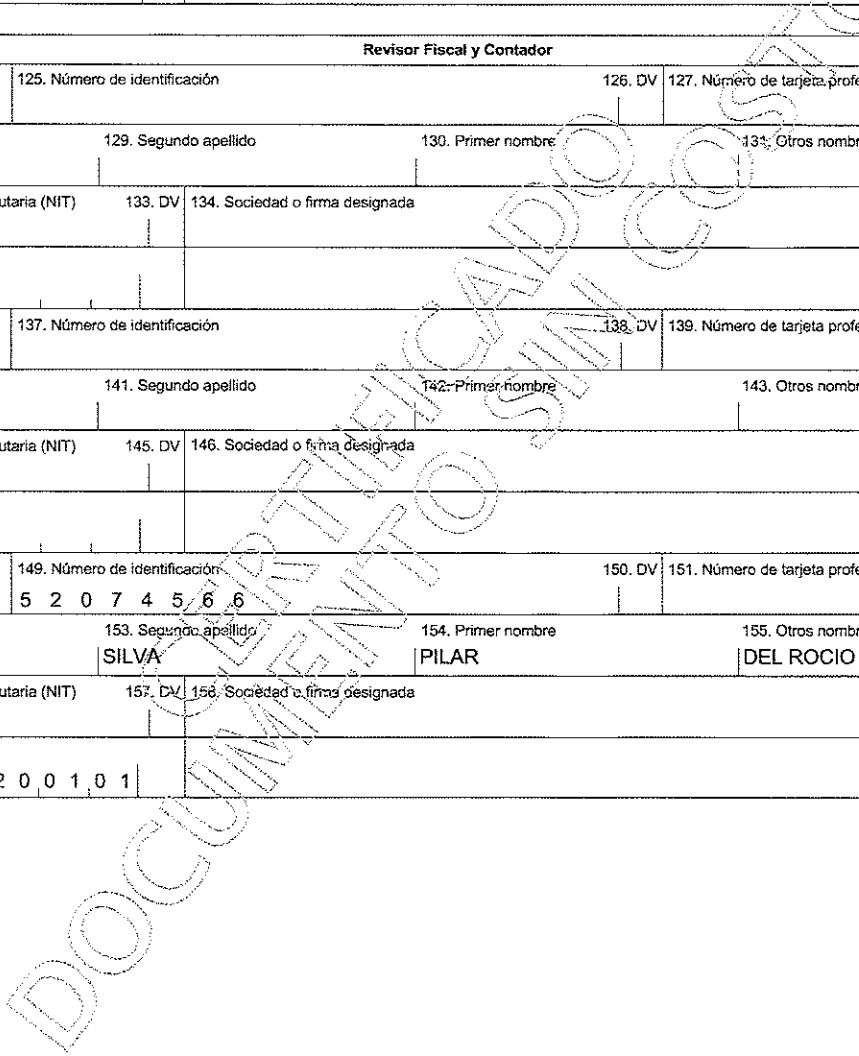 Revisor Fiscal y Contador
125. Número de identificación 126. DV 127. Número de tarjeta profe
129. Segundo apellido 130. Primer nombre 131. Otros nombr
utaria (NIT) 133. DV 134. Sociedad o firma designada
137. Número de identificación 138. DV 139. Número de tarjeta profe
141. Segundo apellido 142. Primer nombre 143. Otros nombr
utaria (NIT) 145. DV 146. Sociedad o firma designada
149. Número de identificación 150. DV 151. Número de tarjeta profe
5 2 0 7 4 5 6 6
153. Segundo apellido 154. Primer nombre 155. Otros nombr
SILVA PILAR DEL ROCIO
utaria (NIT) 157. DV 158. Sociedad o firma designada
2 0 0 1 0 1
CERTIFICADO
DOCUMENTO SIN COSTO